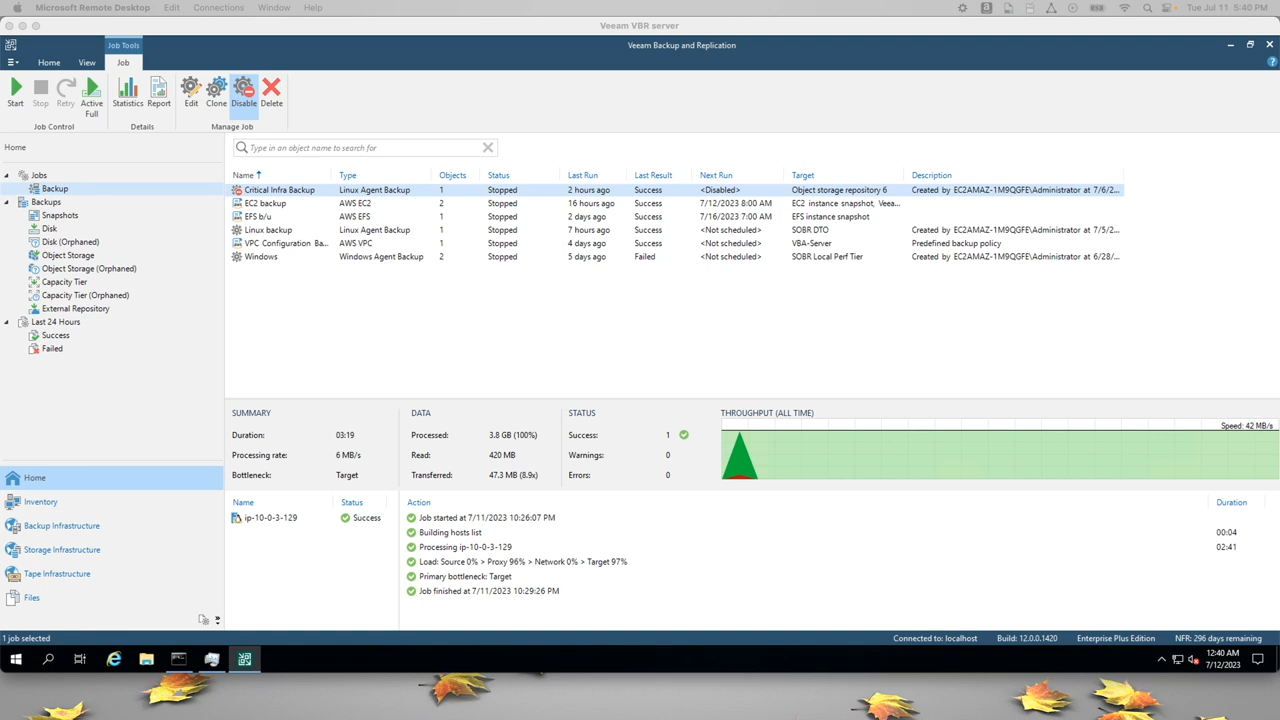 Microsoft Remote Desktop Edit Connections Window Help Tue Jul 11 5:40 PM
Veeam VBR server
Job Tools Veeam Backup and Replication
Home View Job
Start Stop Retry Active Full Statistics Report Edit Clone Disable Delete
Job Control Details Manage Job
Home
Type in an object name to search for
Jobs
Backup
Backups
Snapshots
Disk
Disk (Orphaned)
Object Storage
Object Storage (Orphaned)
Capacity Tier
Capacity Tier (Orphaned)
External Repository
Last 24 Hours
Success
Failed
Name Type Objects Status Last Run Last Result Next Run Target Description
Critical Infra Backup Linux Agent Backup 1 Stopped 2 hours ago Success <Disabled> Object storage repository 6 Created by EC2AMAZ-1M9QGFE\Administrator at 7/6/2...
EC2 backup AWS EC2 2 Stopped 16 hours ago Success 7/12/2023 8:00 AM EC2 instance snapshot, Veea...
EFS b/u AWS EFS 1 Stopped 2 days ago Success 7/16/2023 7:00 AM EFS instance snapshot
Linux backup Linux Agent Backup 1 Stopped 7 hours ago Success <Not scheduled> SOBR DTO Created by EC2AMAZ-1M9QGFE\Administrator at 7/5/2...
VPC Configuration Ba... AWS VPC 1 Stopped 4 days ago Success <Not scheduled> VBA-Server Predefined backup policy
Windows Windows Agent Backup 2 Stopped 5 days ago Failed <Not scheduled> SOBR Local Perf Tier Created by EC2AMAZ-1M9QGFE\Administrator at 6/28/...
SUMMARY DATA STATUS THROUGHPUT (ALL TIME)
Speed: 42 MB/s
Duration: 03:19 Processed: 3.8 GB (100%) Success: 1
Processing rate: 6 MB/s Read: 420 MB Warnings: 0
Bottleneck: Target Transferred: 47.3 MB (8.9x) Errors: 0
Home
Inventory
Backup Infrastructure
Storage Infrastructure
Tape Infrastructure
Files
Name Status Action Duration
ip-10-0-3-129 Success Job started at 7/11/2023 10:26:07 PM
Building hosts list 00:04
Processing ip-10-0-3-129 02:41
Load: Source 0% > Proxy 96% > Network 0% > Target 97%
Primary bottleneck: Target
Job finished at 7/11/2023 10:29:26 PM
1 job selected Connected to: localhost Build: 12.0.0.1420 Enterprise Plus Edition NFR: 296 days remaining
12:40 AM
7/12/2023